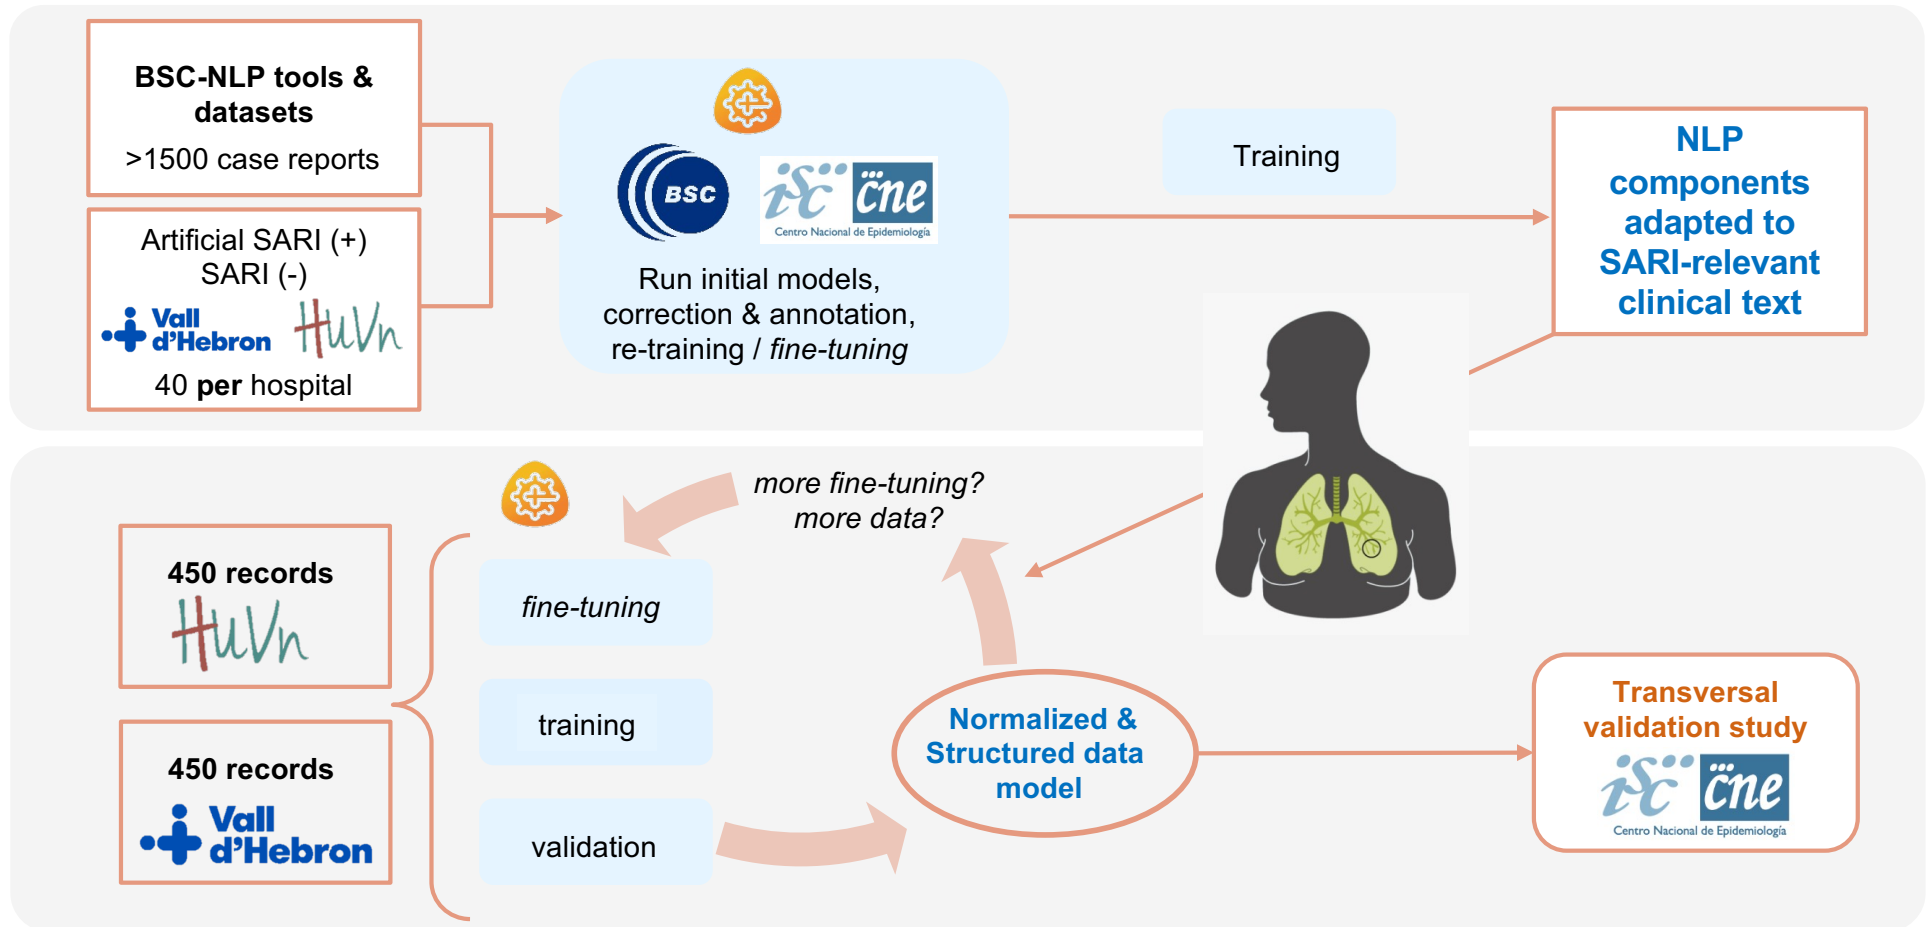 BSC-NLP tools &
datasets
>1500 case reports
Artificial SARI (+)
SARI (-)
Vall
d'Hebron
HuVn
40 per hospital
BSC
isc
cne
Centro Nacional de Epidemiología
Run initial models,
correction & annotation,
re-training / fine-tuning
Training
NLP
components
adapted to
SARI-relevant
clinical text
more fine-tuning?
more data?
450 records
HuVn
450 records
Vall
d'Hebron
fine-tuning
training
validation
Normalized &
Structured data
model
Transversal
validation study
isc
cne
Centro Nacional de Epidemiología